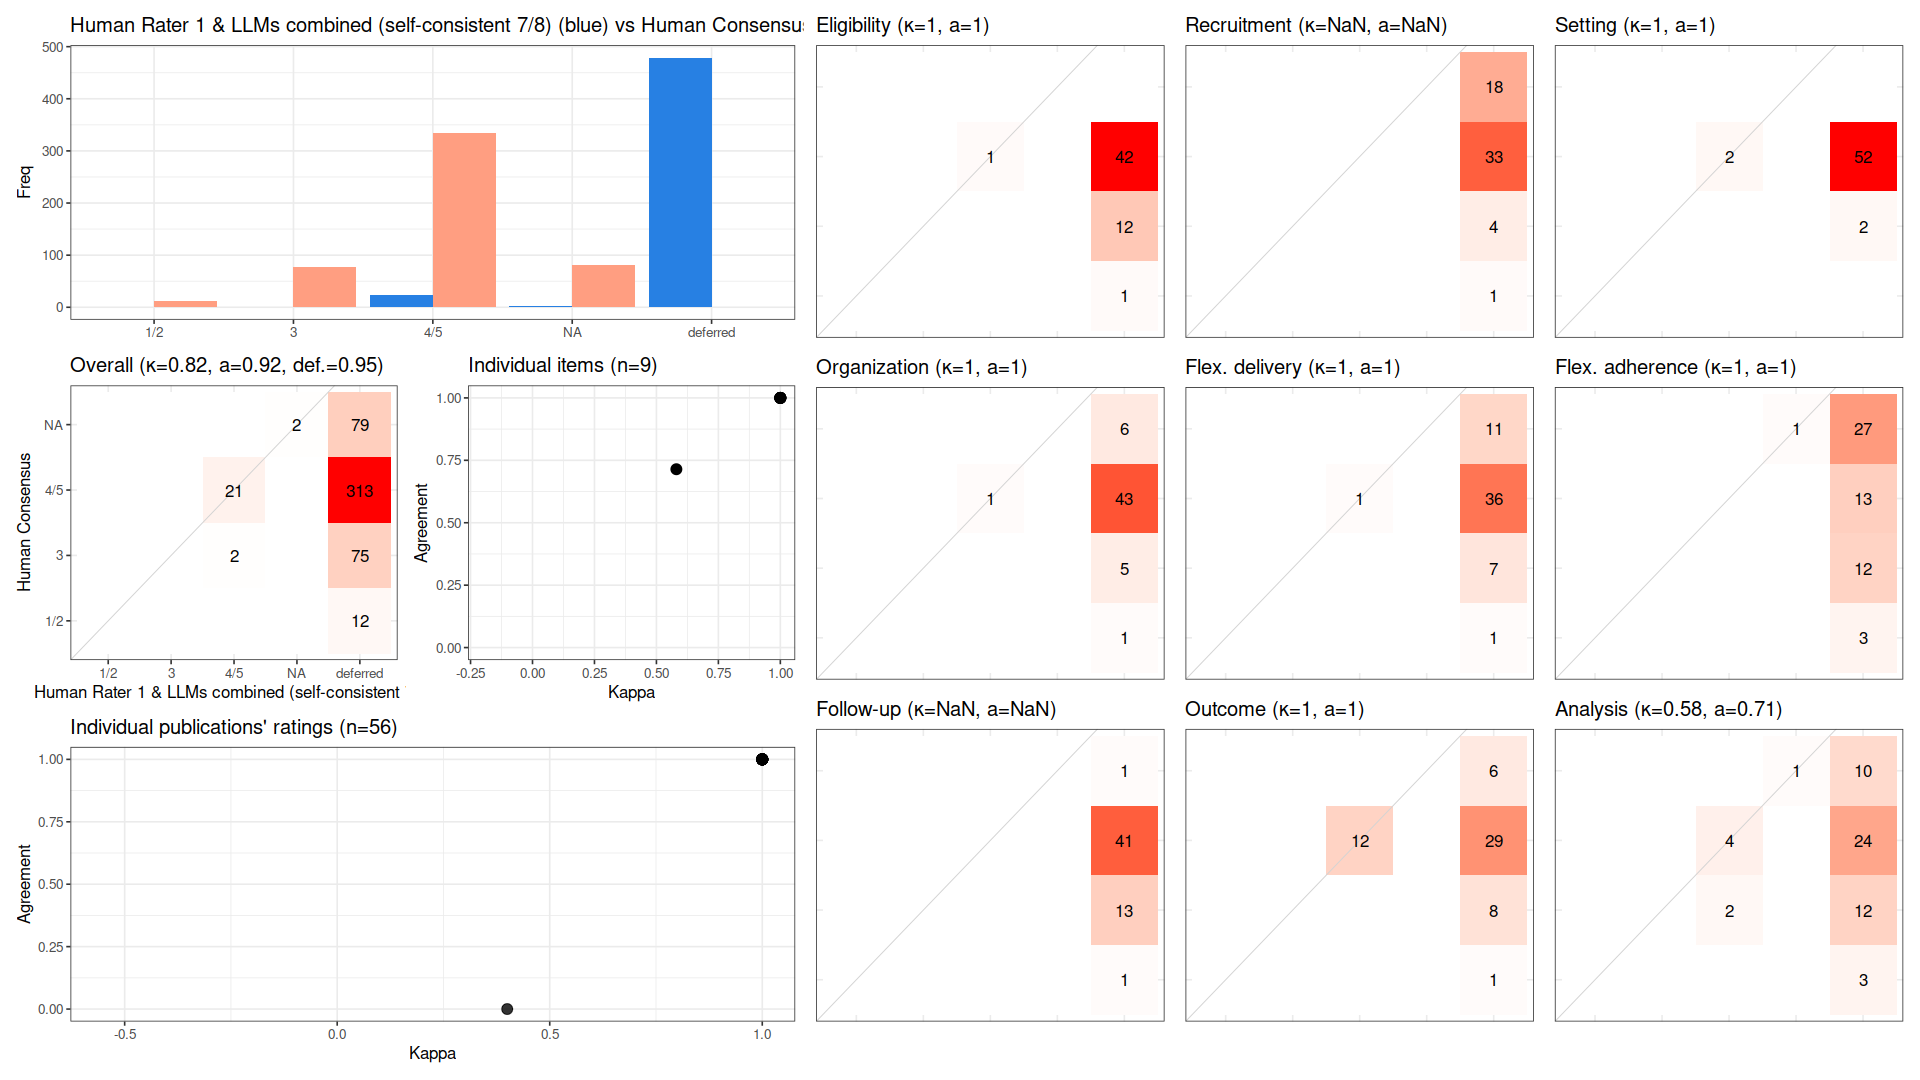 Human Rater 1 & LLMs combined (self-consistent 7/8) (blue) vs Human Consensus
Freq
500
400
300
200
100
0
1/2 3 4/5 NA deferred
Overall (κ=0.82, a=0.92, def.=0.95)
Human Consensus
NA
4/5
3
1/2
2 79
21 313
2 75
12
1/2 3 4/5 NA deferred
Human Rater 1 & LLMs combined (self-consistent
Individual items (n=9)
Agreement
1.00
0.75
0.50
0.25
0.00
-0.25 0.00 0.25 0.50 0.75 1.00
Kappa
Individual publications' ratings (n=56)
Agreement
1.00
0.75
0.50
0.25
0.00
-0.5 0.0 0.5 1.0
Kappa
Eligibility (κ=1, a=1)
1 42
12
1
Recruitment (κ=NaN, a=NaN)
18
33
4
1
Setting (κ=1, a=1)
2 52
2
Organization (κ=1, a=1)
6
1 43
5
1
Flex. delivery (κ=1, a=1)
11
1 36
7
1
Flex. adherence (κ=1, a=1)
1 27
13
12
3
Follow-up (κ=NaN, a=NaN)
1
41
13
1
Outcome (κ=1, a=1)
6
12 29
8
1
Analysis (κ=0.58, a=0.71)
1 10
4 24
2 12
3